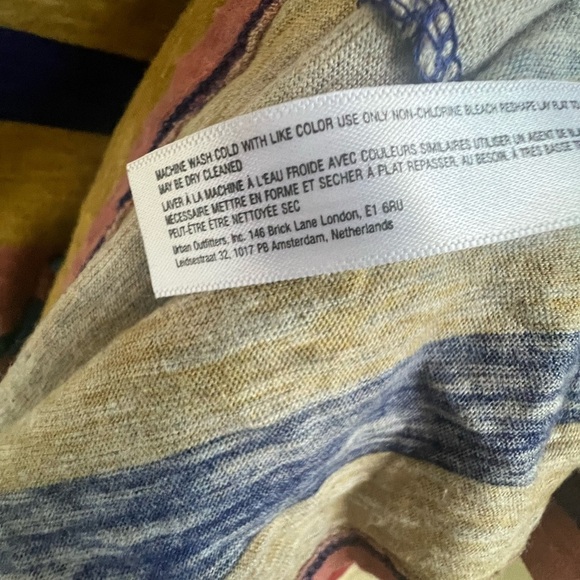 MACHINE WASH COLD WITH LIKE COLOR USE ONLY NON-CHLORINE BLEACH RESHAPE LAY FLAT TO
MAY BE DRY CLEANED
LAVER À LA MACHINE À L'EAU FROIDE AVEC COULEURS SIMILAIRES UTILISER UN AGENT DE
NÉCESSAIRE METTRE EN FORME ET SECHER À PLAT REPASSER, AU BESOIN, À TRÈS BASSE
PEUT-ÊTRE ÊTRE NETTOYÉE SEC
Urban Outfitters, Inc. 146 Brick Lane London, E1 6RU
Leidsestraat 32, 1017 PB Amsterdam, Netherlands